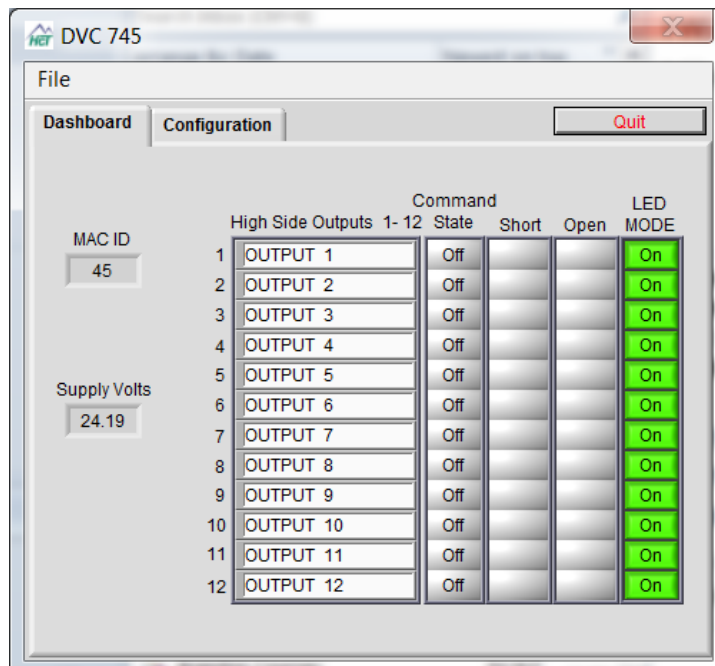 HCT DVC 745
X
File
Dashboard Configuration Quit
Command LED
High Side Outputs 1- 12 State Short Open MODE
MAC ID
45
1 OUTPUT 1 Off On
2 OUTPUT 2 Off On
3 OUTPUT 3 Off On
4 OUTPUT 4 Off On
5 OUTPUT 5 Off On
Supply Volts
24.19
6 OUTPUT 6 Off On
7 OUTPUT 7 Off On
8 OUTPUT 8 Off On
9 OUTPUT 9 Off On
10 OUTPUT 10 Off On
11 OUTPUT 11 Off On
12 OUTPUT 12 Off On